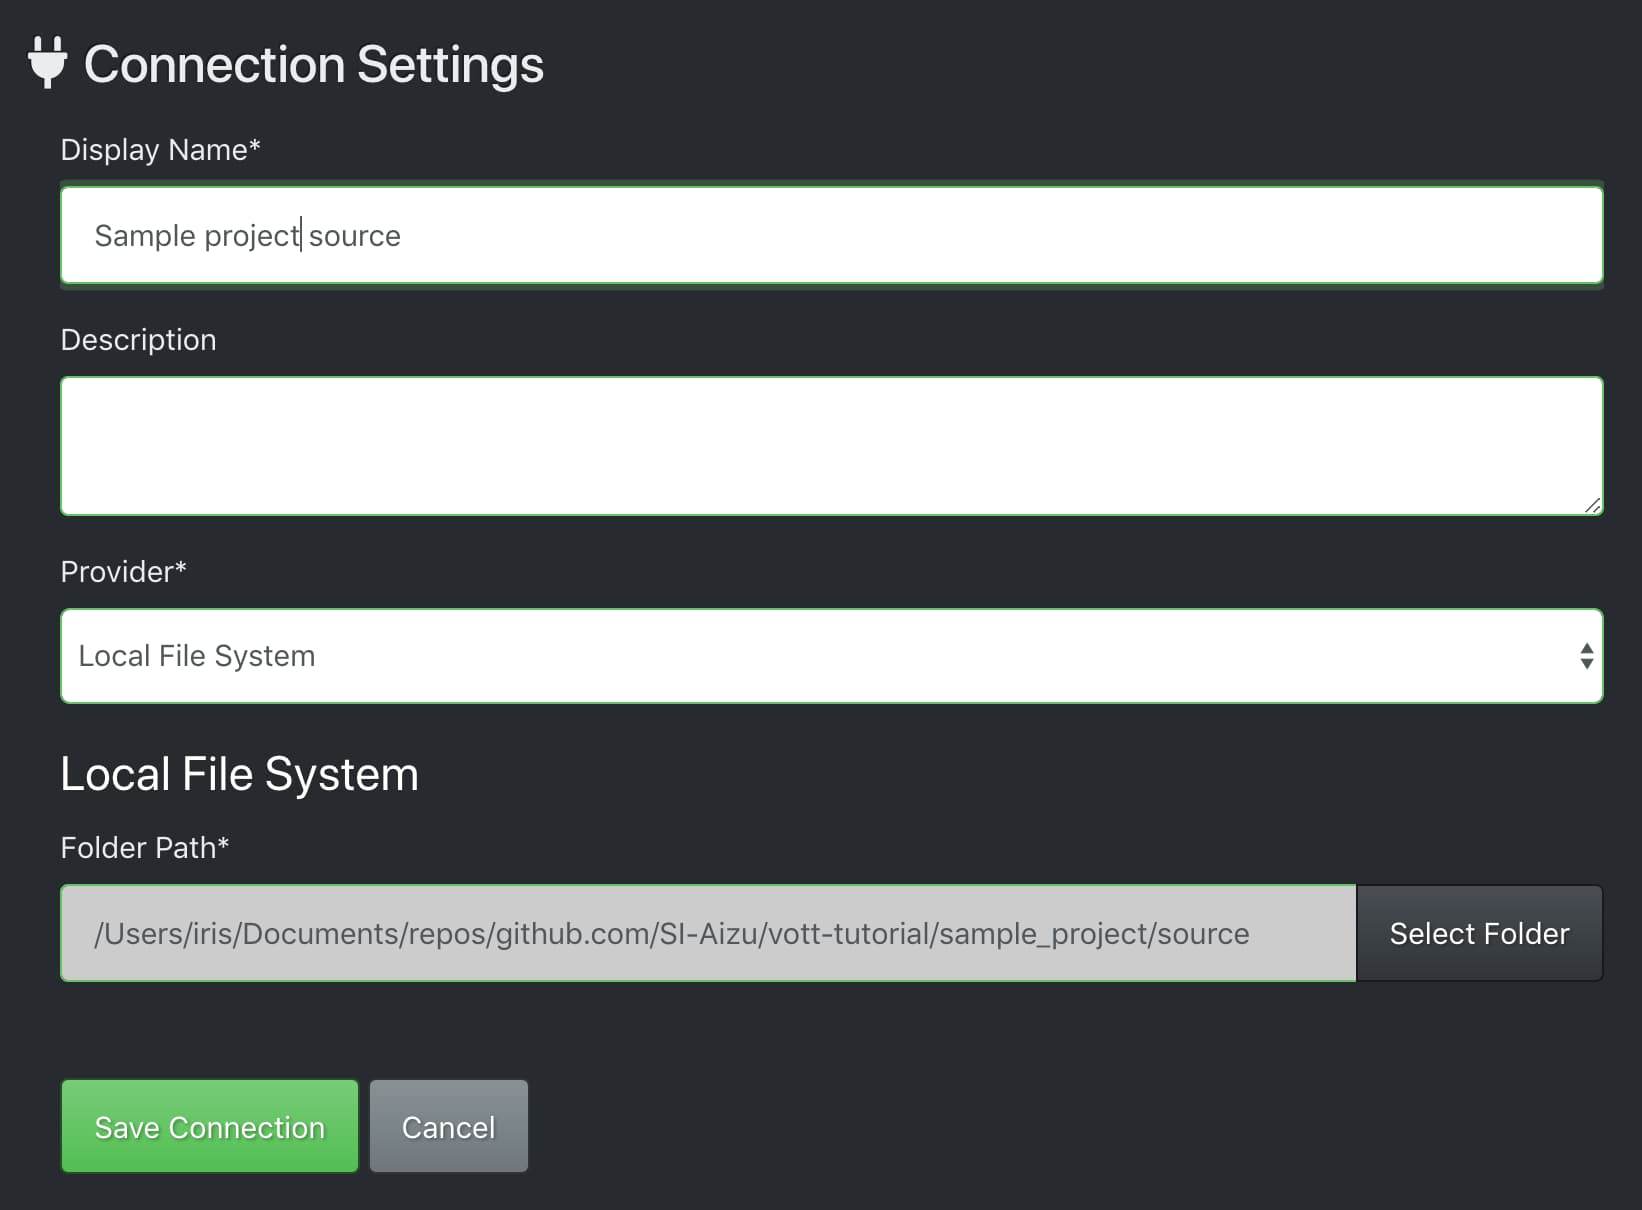 Connection Settings
Display Name*
Sample project source
Description
Provider*
Local File System
Local File System
Folder Path*
/Users/iris/Documents/repos/github.com/SI-Aizu/vott-tutorial/sample_project/source
Select Folder
Save Connection
Cancel